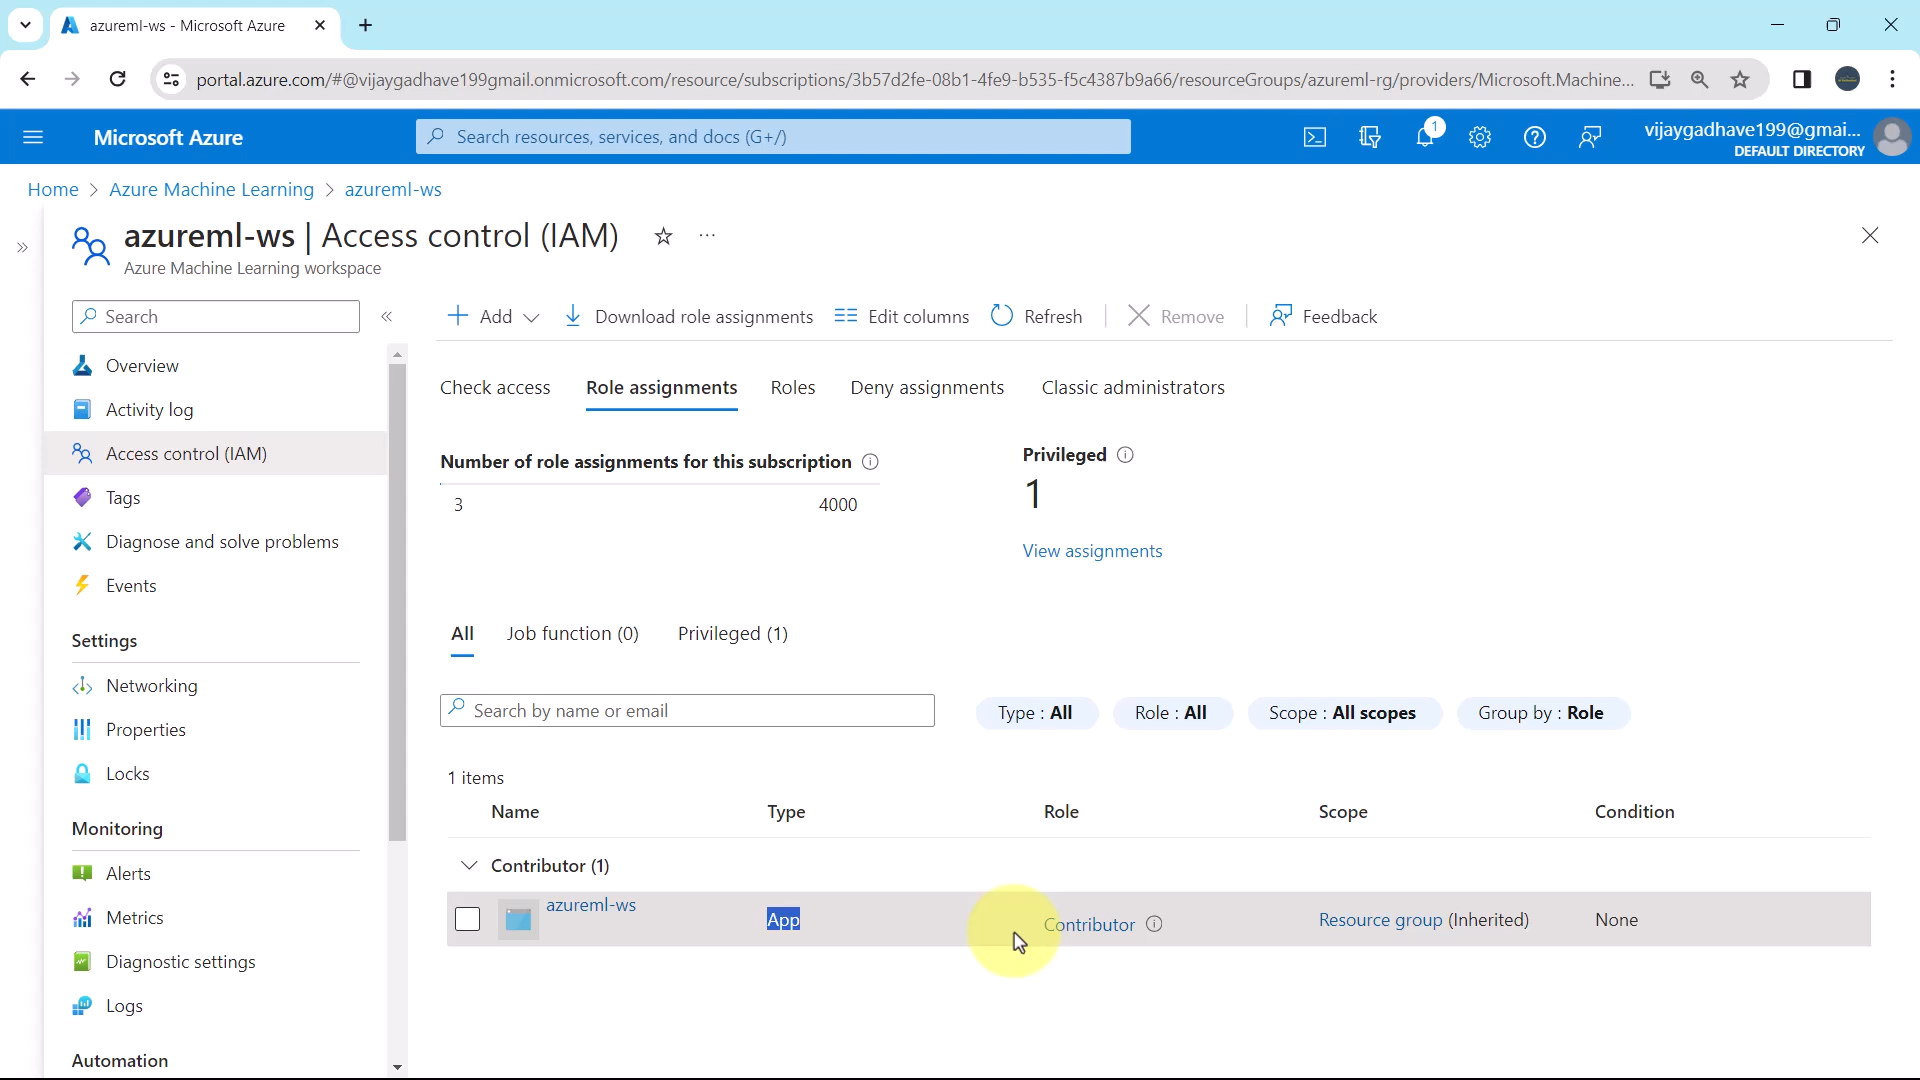 azureml-ws - Microsoft Azure
portal.azure.com/#@vijaygadhave199gmail.onmicrosoft.com/resource/subscriptions/3b57d2fe-08b1-4fe9-b535-f5c4387b9a66/resourceGroups/azureml-rg/providers/Microsoft.Machine...
Microsoft Azure
Search resources, services, and docs (G+/)
1
vijaygadhave199@gmai...
DEFAULT DIRECTORY
Home > Azure Machine Learning > azureml-ws
azureml-ws | Access control (IAM)
Azure Machine Learning workspace
Search
Add
Download role assignments
Edit columns
Refresh
Remove
Feedback
Overview
Activity log
Access control (IAM)
Tags
Diagnose and solve problems
Events
Settings
Networking
Properties
Locks
Monitoring
Alerts
Metrics
Diagnostic settings
Logs
Automation
Check access
Role assignments
Roles
Deny assignments
Classic administrators
Number of role assignments for this subscription
3
4000
Privileged
1
View assignments
All
Job function (0)
Privileged (1)
Search by name or email
Type : All
Role : All
Scope : All scopes
Group by : Role
1 items
Name Type Role Scope Condition
Contributor (1)
azureml-ws App Contributor Resource group (Inherited) None